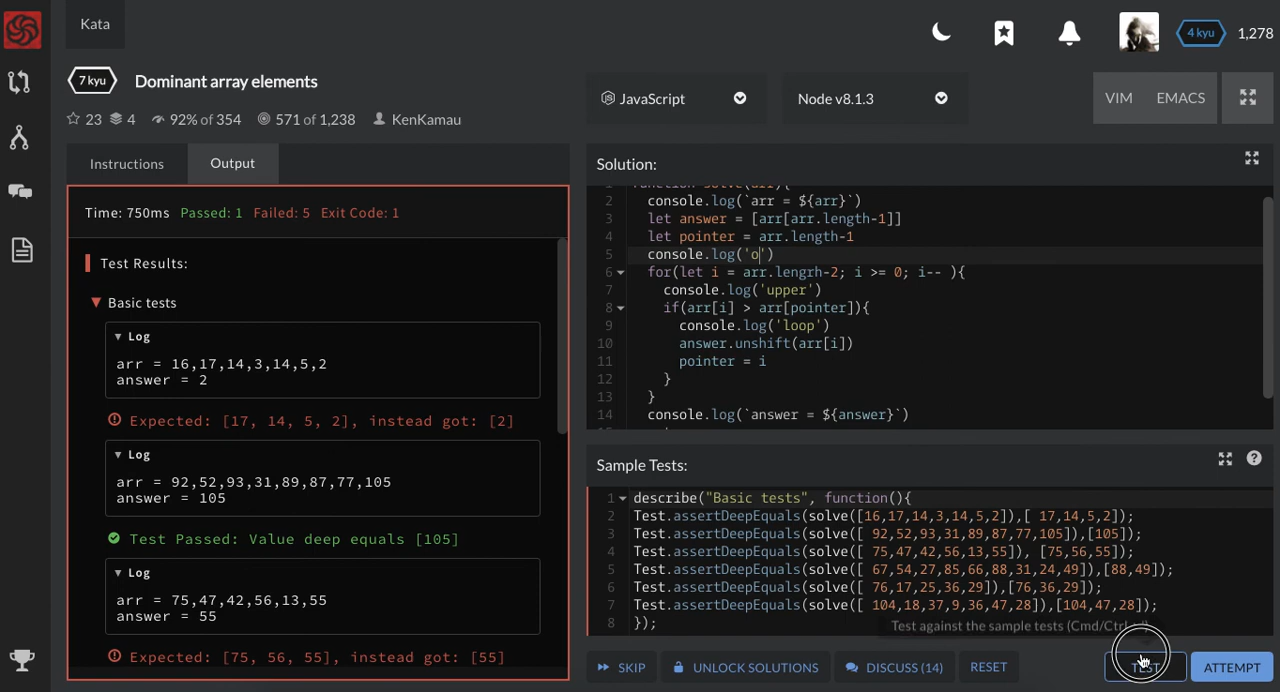 Kata
4 kyu
1,278
7 kyu
Dominant array elements
23 4 92% of 354 571 of 1,238 KenKamau
JavaScript
Node v8.1.3
VIM EMACS
Instructions
Output
Time: 750ms Passed: 1 Failed: 5 Exit Code: 1
Test Results:
Basic tests
Log
arr = 16,17,14,3,14,5,2
answer = 2
Expected: [17, 14, 5, 2], instead got: [2]
Log
arr = 92,52,93,31,89,87,77,105
answer = 105
Test Passed: Value deep equals [105]
Log
arr = 75,47,42,56,13,55
answer = 55
Expected: [75, 56, 55], instead got: [55]
Solution:
2 console.log(`arr = ${arr}`)
3 let answer = [arr[arr.length-1]]
4 let pointer = arr.length-1
5 console.log('o')
6 for(let i = arr.lengrh-2; i >= 0; i-- ){
7 console.log('upper')
8 if(arr[i] > arr[pointer]){
9 console.log('loop')
10 answer.unshift(arr[i])
11 pointer = i
12 }
13 }
14 console.log(`answer = ${answer}`)
Sample Tests:
1 describe("Basic tests", function(){
2 Test.assertDeepEquals(solve([16,17,14,3,14,5,2]),[ 17,14,5,2]);
3 Test.assertDeepEquals(solve([ 92,52,93,31,89,87,77,105]),[105]);
4 Test.assertDeepEquals(solve([ 75,47,42,56,13,55]), [75,56,55]);
5 Test.assertDeepEquals(solve([ 67,54,27,85,66,88,31,24,49]),[88,49]);
6 Test.assertDeepEquals(solve([ 76,17,25,36,29]),[76,36,29]);
7 Test.assertDeepEquals(solve([ 104,18,37,9,36,47,28]),[104,47,28]);
8 });
Test against the sample tests
SKIP
UNLOCK SOLUTIONS
DISCUSS (14)
RESET
TEST
ATTEMPT